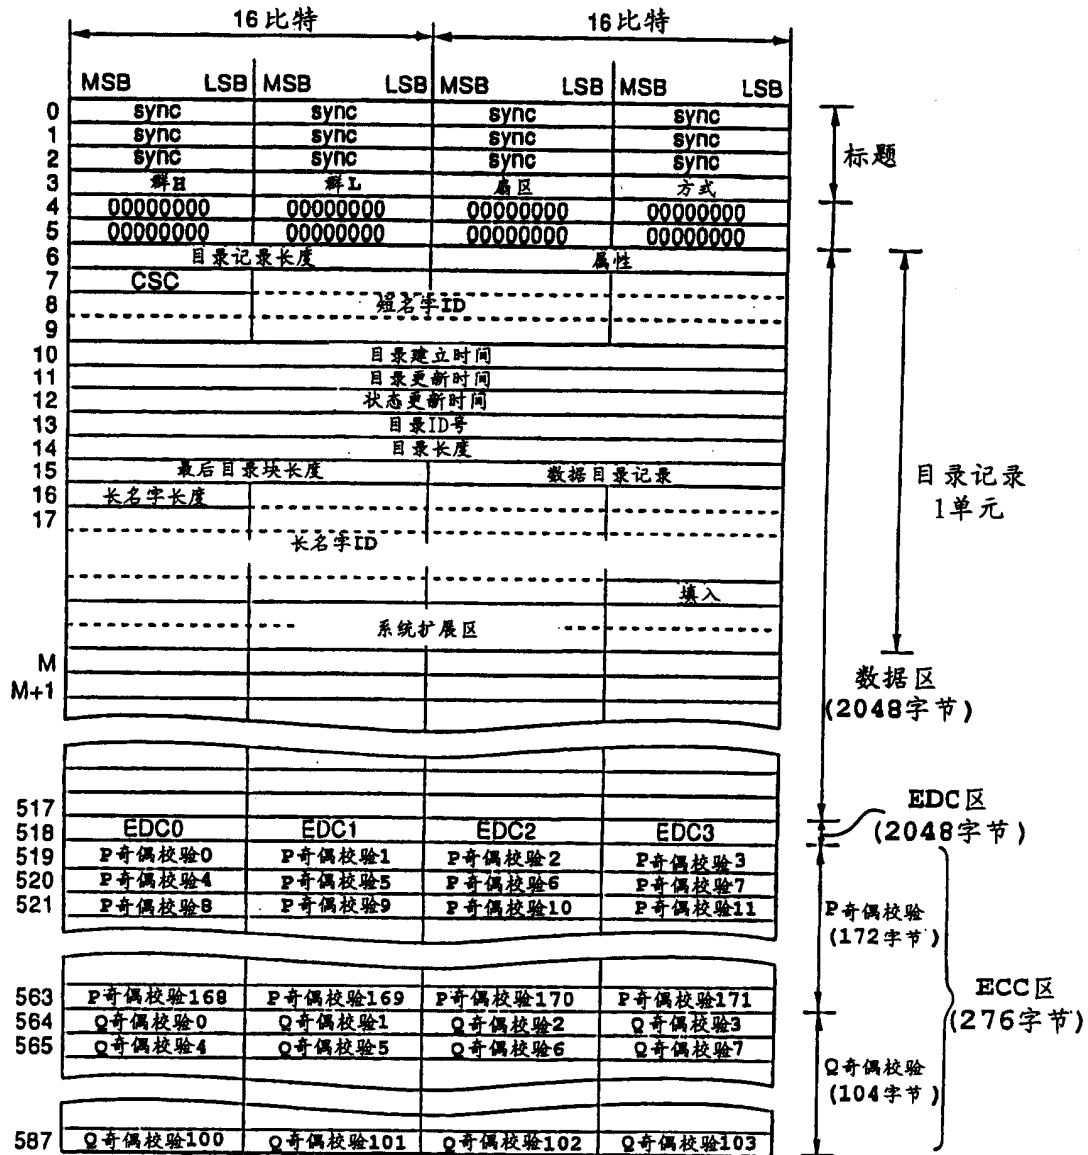 16比特 16比特
MSB LSB MSB LSB MSB LSB MSB LSB
0 sync sync sync sync
1 sync sync sync sync
2 sync sync sync sync
标题
3 群H 群L 扇区 方式
4 00000000 00000000 00000000 00000000
5 00000000 00000000 00000000 00000000
6 目录记录长度 属性
7 CSC
8 短名字ID
9
10 目录建立时间
11 目录更新时间
12 状态更新时间
13 目录ID号
14 目录长度
15 最后目录块长度 数据目录记录
16 长名字长度
17
目录记录
1单元
长名字ID
填入
系统扩展区
M
M+1
数据区
(2048字节)
517
518 EDC0 EDC1 EDC2 EDC3
EDC区
(2048字节)
519 P奇偶校验0 P奇偶校验1 P奇偶校验2 P奇偶校验3
520 P奇偶校验4 P奇偶校验5 P奇偶校验6 P奇偶校验7
521 P奇偶校验8 P奇偶校验9 P奇偶校验10 P奇偶校验11
P奇偶校验
(172字节)
563 P奇偶校验168 P奇偶校验169 P奇偶校验170 P奇偶校验171
564 Q奇偶校验0 Q奇偶校验1 Q奇偶校验2 Q奇偶校验3
565 Q奇偶校验4 Q奇偶校验5 Q奇偶校验6 Q奇偶校验7
ECC区
(276字节)
Q奇偶校验
(104字节)
587 Q奇偶校验100 Q奇偶校验101 Q奇偶校验102 Q奇偶校验103